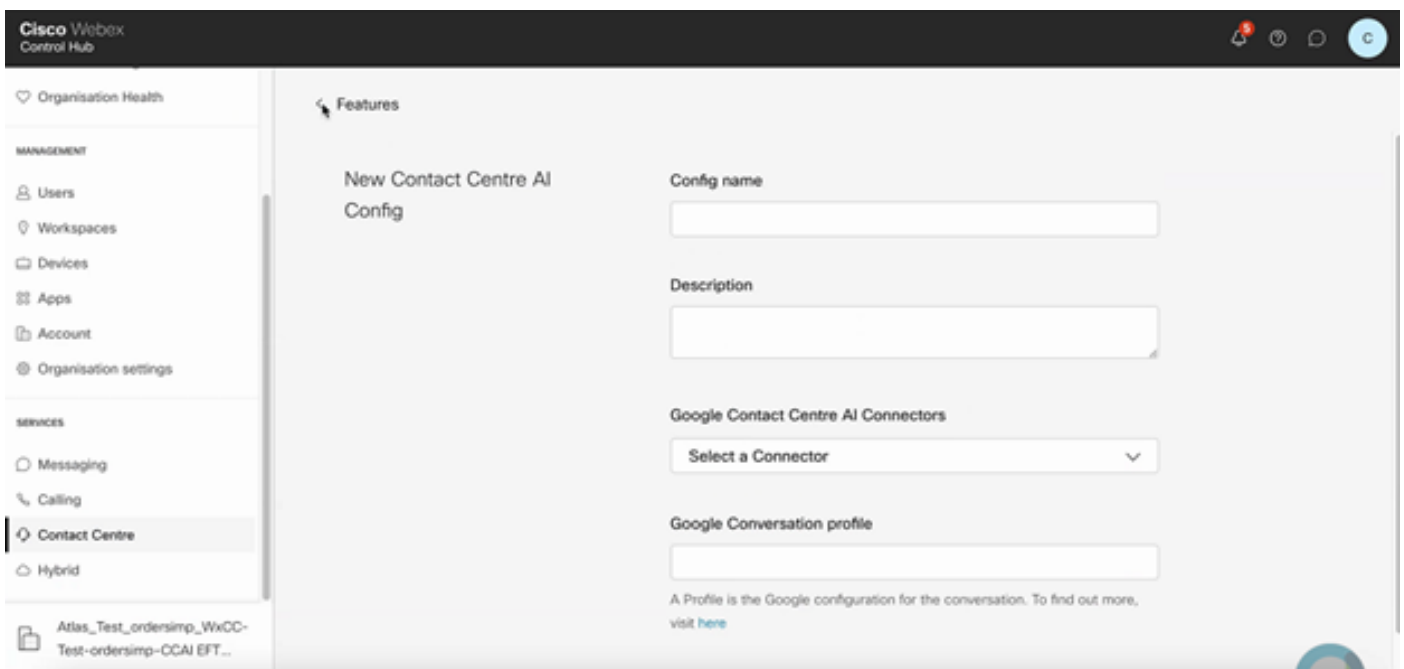 Cisco Webex
Control Hub
5
C
Organisation Health
Features
MANAGEMENT
Users
Workspaces
Devices
Apps
Account
Organisation settings
SERVICES
Messaging
Calling
Contact Centre
Hybrid
Atlas_Test_ordersimp_WxCC-
Test-ordersimp-CCAI EFT...
New Contact Centre AI
Config
Config name
Description
Google Contact Centre AI Connectors
Select a Connector
Google Conversation profile
A Profile is the Google configuration for the conversation. To find out more,
visit here